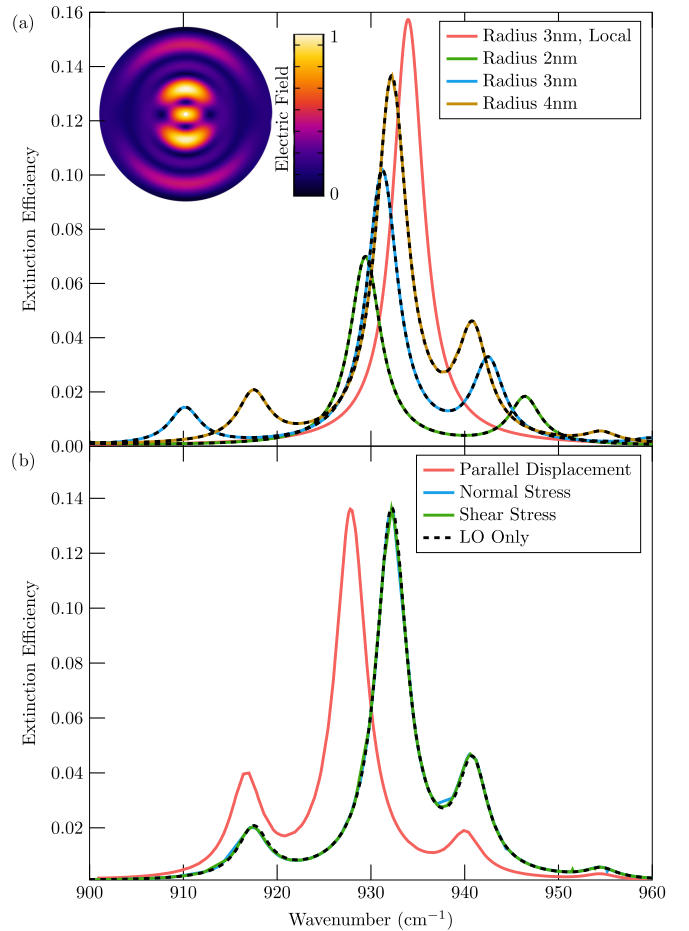 (a)
Extinction Efficiency
0.16
0.14
0.12
0.10
0.08
0.06
0.04
0.02
0.00
1
Electric Field
0
Radius 3nm, Local
Radius 2nm
Radius 3nm
Radius 4nm
(b)
Extinction Efficiency
0.14
0.12
0.10
0.08
0.06
0.04
0.02
Parallel Displacement
Normal Stress
Shear Stress
LO Only
900 910 920 930 940 950 960
Wavenumber (cm⁻¹)